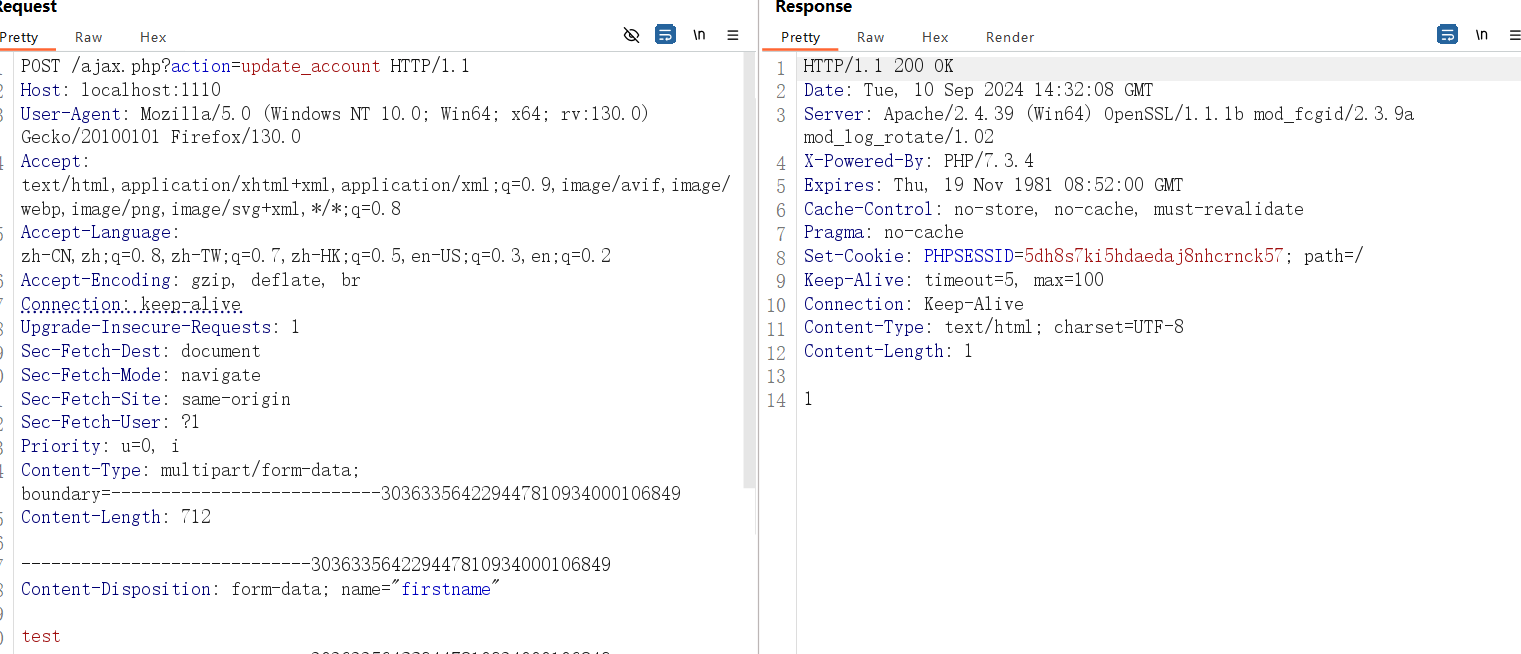 Request
Pretty Raw Hex \n
POST /ajax.php?action=update_account HTTP/1.1
Host: localhost:1110
User-Agent: Mozilla/5.0 (Windows NT 10.0; Win64; x64; rv:130.0)
Gecko/20100101 Firefox/130.0
Accept:
text/html,application/xhtml+xml,application/xml;q=0.9,image/avif,image/
webp,image/png,image/svg+xml,*/*;q=0.8
Accept-Language:
zh-CN,zh;q=0.8,zh-TW;q=0.7,zh-HK;q=0.5,en-US;q=0.3,en;q=0.2
Accept-Encoding: gzip, deflate, br
Connection: keep-alive
Upgrade-Insecure-Requests: 1
Sec-Fetch-Dest: document
Sec-Fetch-Mode: navigate
Sec-Fetch-Site: same-origin
Sec-Fetch-User: ?1
Priority: u=0, i
Content-Type: multipart/form-data;
boundary=---------------------------303633564229447810934000106849
Content-Length: 712
-----------------------------303633564229447810934000106849
Content-Disposition: form-data; name="firstname"
test
Response
Pretty Raw Hex Render \n
1 HTTP/1.1 200 OK
2 Date: Tue, 10 Sep 2024 14:32:08 GMT
3 Server: Apache/2.4.39 (Win64) OpenSSL/1.1.1b mod_fcgid/2.3.9a
mod_log_rotate/1.02
4 X-Powered-By: PHP/7.3.4
5 Expires: Thu, 19 Nov 1981 08:52:00 GMT
6 Cache-Control: no-store, no-cache, must-revalidate
7 Pragma: no-cache
8 Set-Cookie: PHPSESSID=5dh8s7ki5hdaedaj8nhcrnck57; path=/
9 Keep-Alive: timeout=5, max=100
10 Connection: Keep-Alive
11 Content-Type: text/html; charset=UTF-8
12 Content-Length: 1
13
14 1